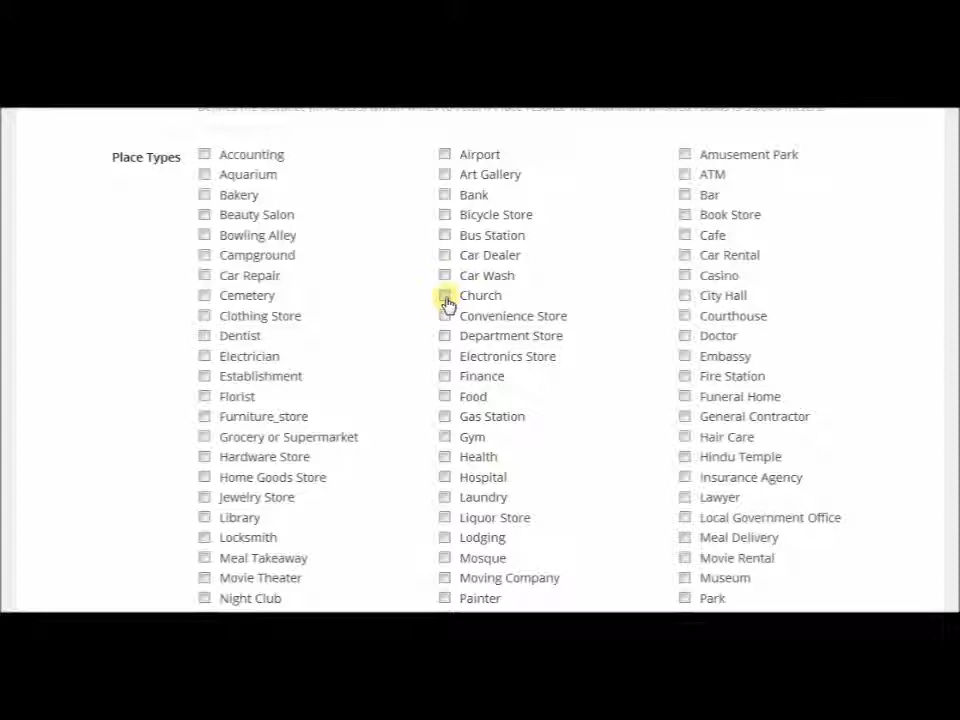 Place Types
Accounting Airport Amusement Park
Aquarium Art Gallery ATM
Bakery Bank Bar
Beauty Salon Bicycle Store Book Store
Bowling Alley Bus Station Cafe
Campground Car Dealer Car Rental
Car Repair Car Wash Casino
Cemetery Church City Hall
Clothing Store Convenience Store Courthouse
Dentist Department Store Doctor
Electrician Electronics Store Embassy
Establishment Finance Fire Station
Florist Food Funeral Home
Furniture_store Gas Station General Contractor
Grocery or Supermarket Gym Hair Care
Hardware Store Health Hindu Temple
Home Goods Store Hospital Insurance Agency
Jewelry Store Laundry Lawyer
Library Liquor Store Local Government Office
Locksmith Lodging Meal Delivery
Meal Takeaway Mosque Movie Rental
Movie Theater Moving Company Museum
Night Club Painter Park